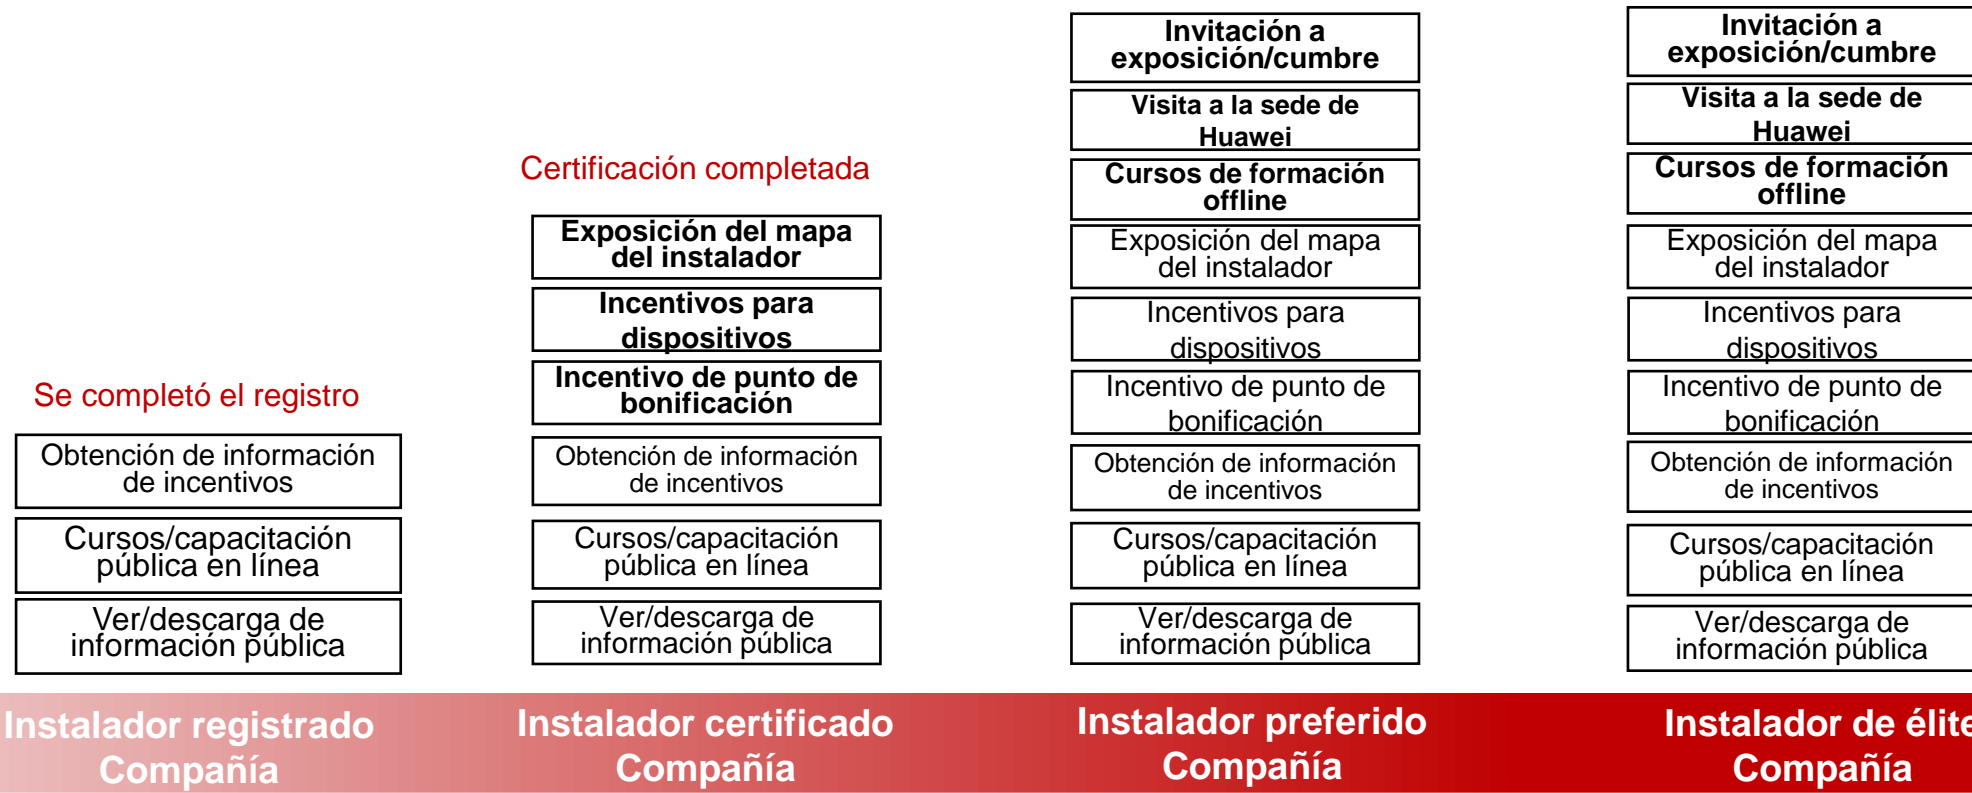 Se completó el registro
Obtención de información
de incentivos
Cursos/capacitación
pública en línea
Ver/descarga de
información pública
Instalador registrado
Compañía
Certificación completada
Exposición del mapa
del instalador
Incentivos para
dispositivos
Incentivo de punto de
bonificación
Obtención de información
de incentivos
Cursos/capacitación
pública en línea
Ver/descarga de
información pública
Instalador certificado
Compañía
Invitación a
exposición/cumbre
Visita a la sede de
Huawei
Cursos de formación
offline
Exposición del mapa
del instalador
Incentivos para
dispositivos
Incentivo de punto de
bonificación
Obtención de información
de incentivos
Cursos/capacitación
pública en línea
Ver/descarga de
información pública
Instalador preferido
Compañía
Invitación a
exposición/cumbre
Visita a la sede de
Huawei
Cursos de formación
offline
Exposición del mapa
del instalador
Incentivos para
dispositivos
Incentivo de punto de
bonificación
Obtención de información
de incentivos
Cursos/capacitación
pública en línea
Ver/descarga de
información pública
Instalador de élite
Compañía